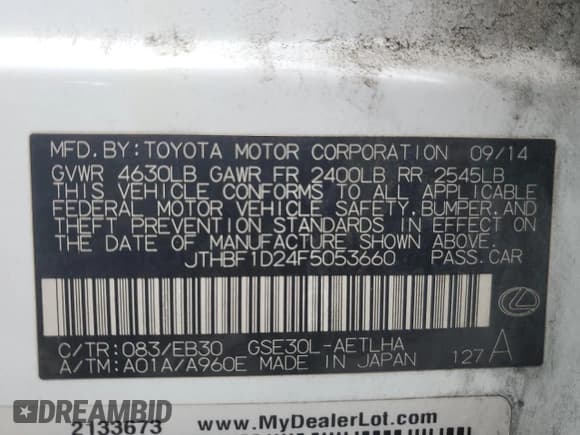 MFD.BY: TOYOTA MOTOR CORPORATION 09/14
GVWR 4630LB GAWR FR 2400LB RR 2545LB
THIS VEHICLE CONFORMS TO ALL APPLICABLE
FEDERAL MOTOR VEHICLE SAFETY, BUMPER, AND
THEFT PREVENTION STANDARDS IN EFFECT ON
THE DATE OF MANUFACTURE SHOWN ABOVE.
JTHBF1D24F5053660 PASS.CAR
C/TR: 083/EB30 GSE30L-AETLHA
A/TM: A01A/A960E MADE IN JAPAN 127 A
2133673 www.MyDealerLot.com
DREAMBID